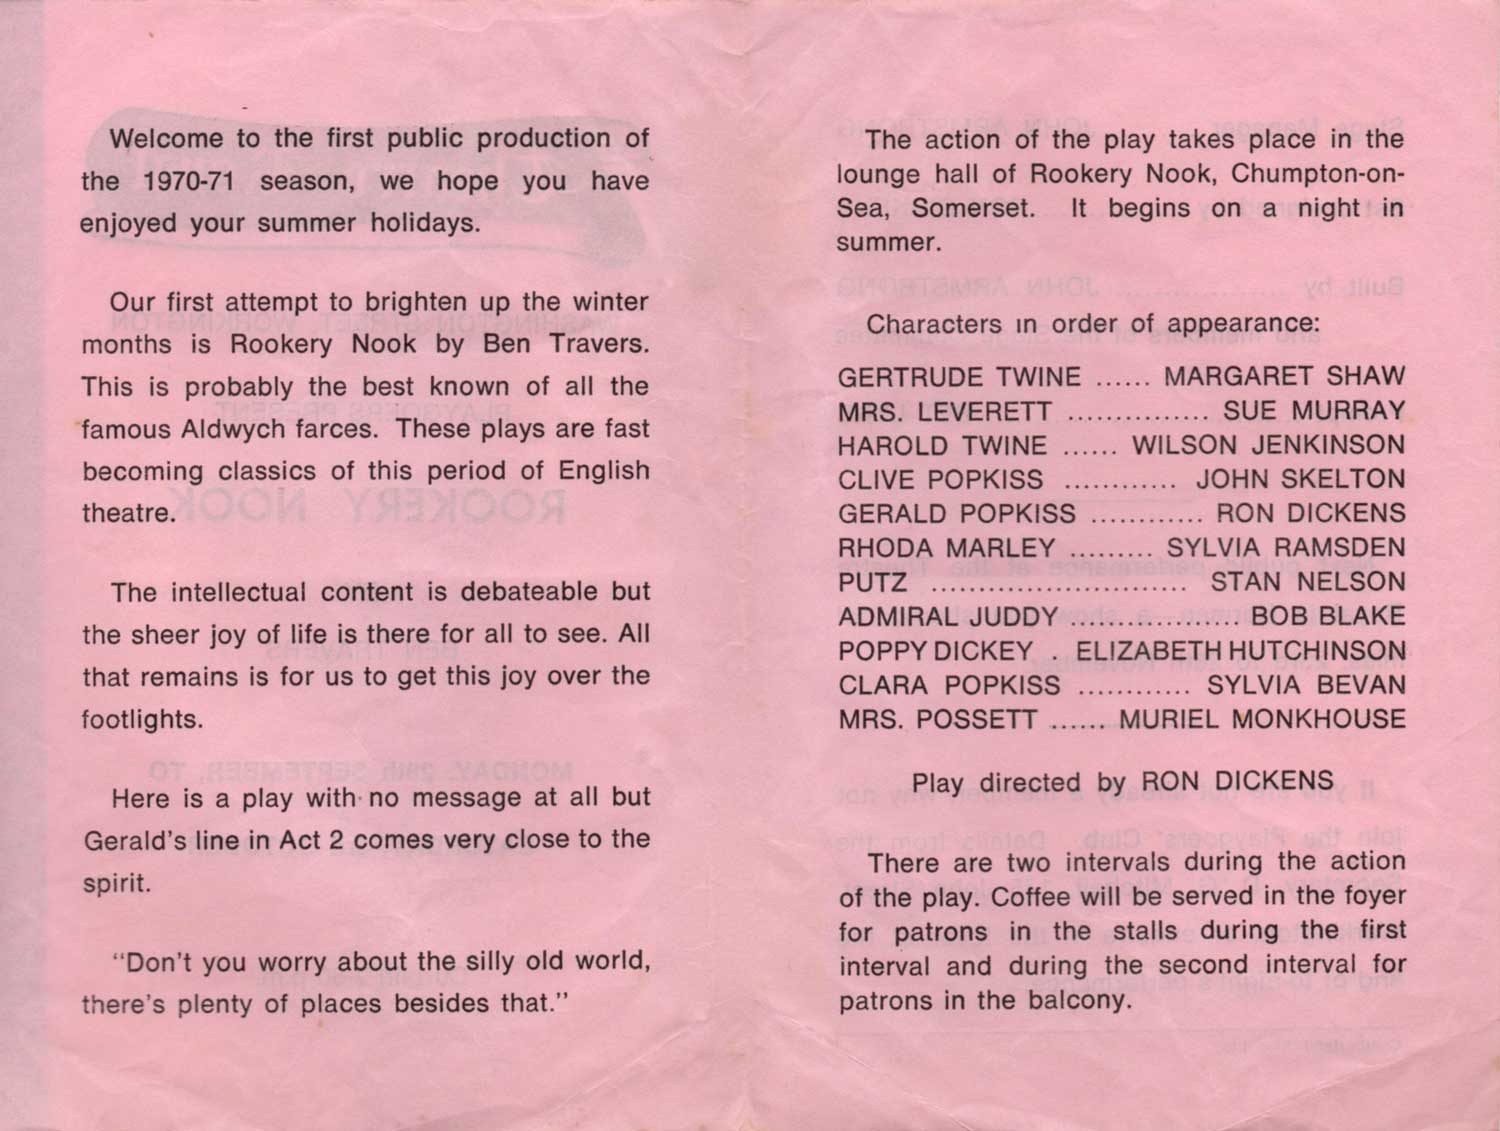 Welcome to the first public production of
the 1970-71 season, we hope you have
enjoyed your summer holidays.
Our first attempt to brighten up the winter
months is Rookery Nook by Ben Travers.
This is probably the best known of all the
famous Aldwych farces. These plays are fast
becoming classics of this period of English
theatre.
The intellectual content is debateable but
the sheer joy of life is there for all to see. All
that remains is for us to get this joy over the
footlights.
Here is a play with no message at all but
Gerald's line in Act 2 comes very close to the
spirit.
"Don't you worry about the silly old world,
there's plenty of places besides that."
The action of the play takes place in the
lounge hall of Rookery Nook, Chumpton-on-
Sea, Somerset. It begins on a night in
summer.
Characters in order of appearance:
GERTRUDE TWINE ...... MARGARET SHAW
MRS. LEVERETT ............... SUE MURRAY
HAROLD TWINE ...... WILSON JENKINSON
CLIVE POPKISS ............ JOHN SKELTON
GERALD POPKISS ............ RON DICKENS
RHODA MARLEY ......... SYLVIA RAMSDEN
PUTZ ........................... STAN NELSON
ADMIRAL JUDDY .................. BOB BLAKE
POPPY DICKEY . ELIZABETH HUTCHINSON
CLARA POPKISS ............ SYLVIA BEVAN
MRS. POSSETT ...... MURIEL MONKHOUSE
Play directed by RON DICKENS
There are two intervals during the action
of the play. Coffee will be served in the foyer
for patrons in the stalls during the first
interval and during the second interval for
patrons in the balcony.